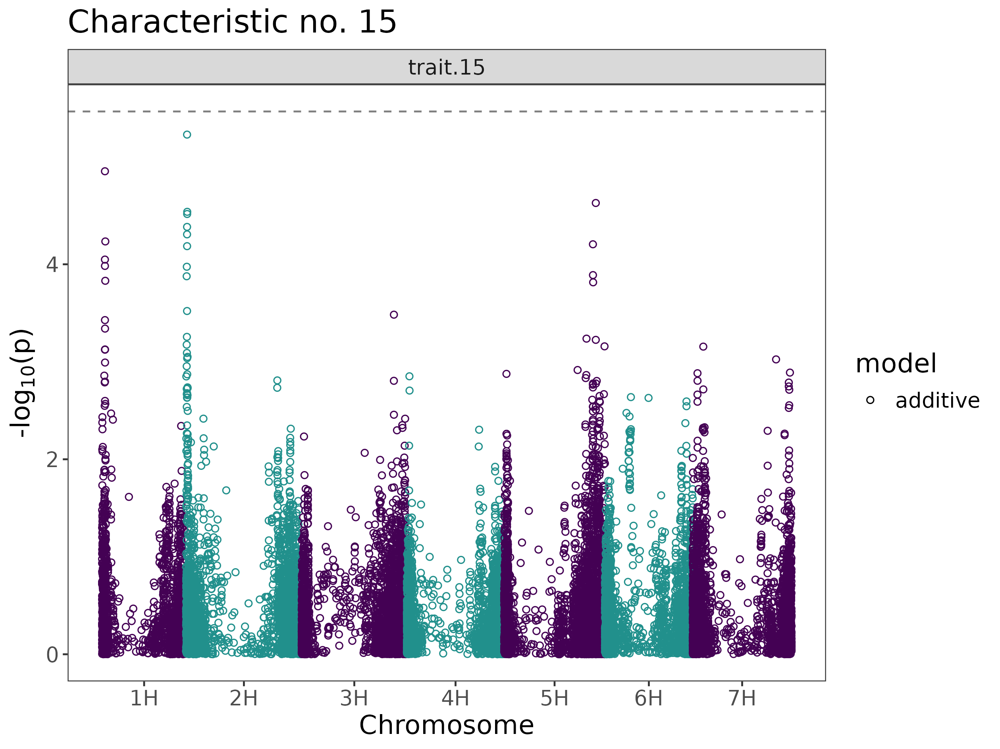 Characteristic no. 15
trait.15
-log10(p)
4
2
0
1H 2H 3H 4H 5H 6H 7H
Chromosome
model
additive